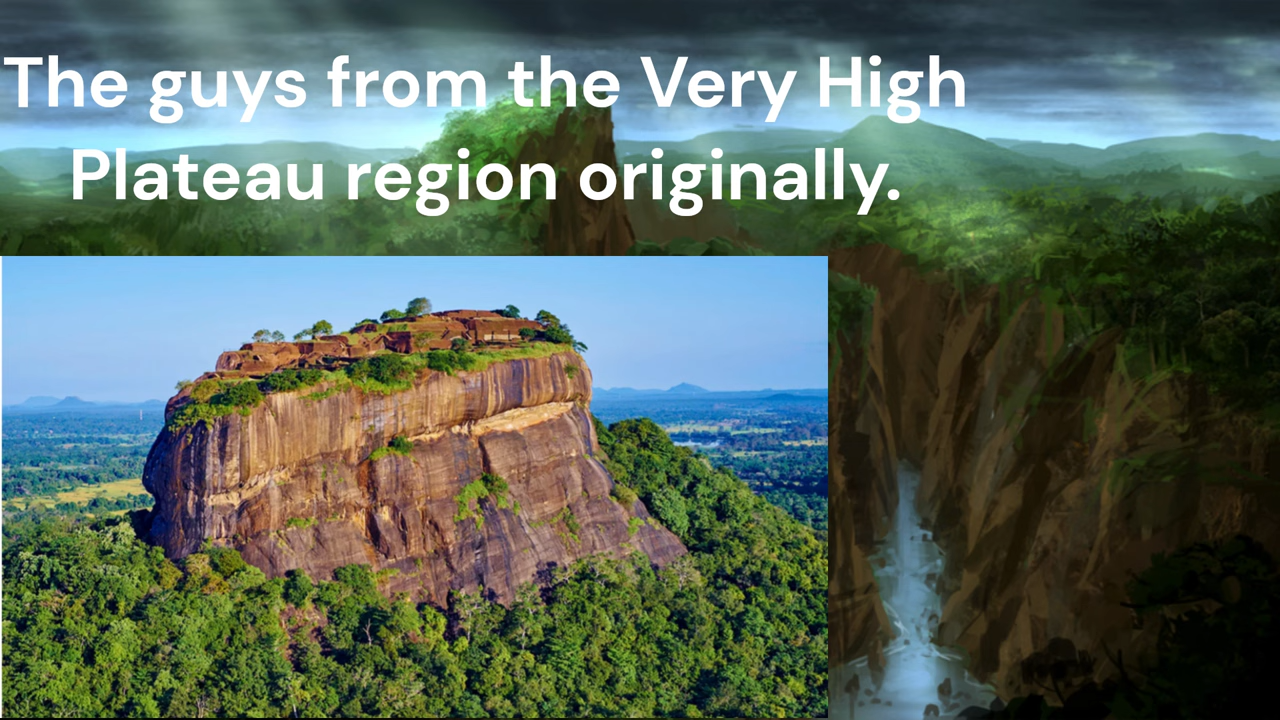 The guys from the Very High
Plateau region originally.